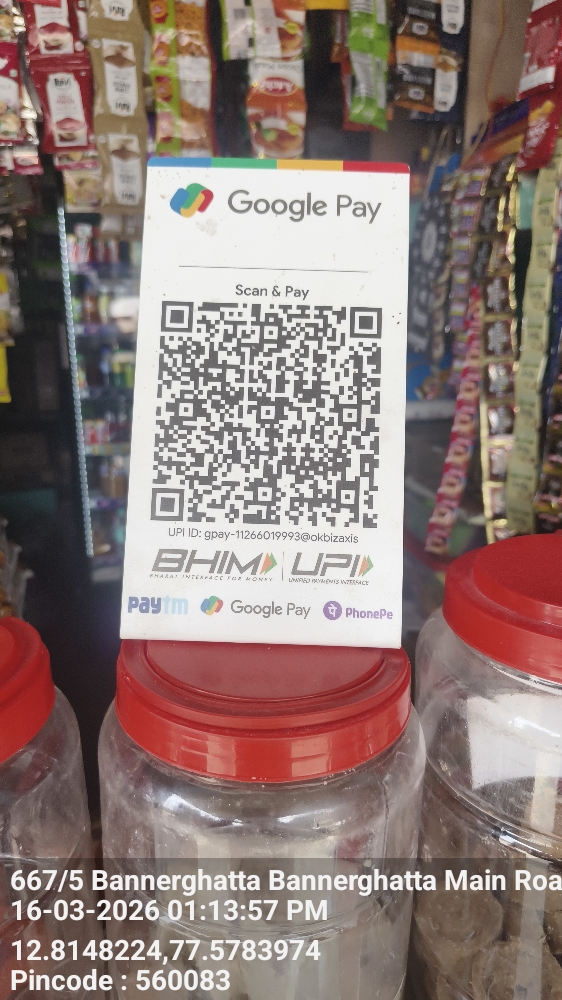 Google Pay
Scan & Pay
UPI ID: gpay-11266019993@okbizaxis
BHIM UPI
BHARAT INTERFACE FOR MONEY UNIFIED PAYMENTS INTERFACE
paytm Google Pay पे PhonePe
667/5 Bannerghatta Bannerghatta Main Roa
16-03-2026 01:13:57 PM
12.8148224,77.5783974
Pincode : 560083